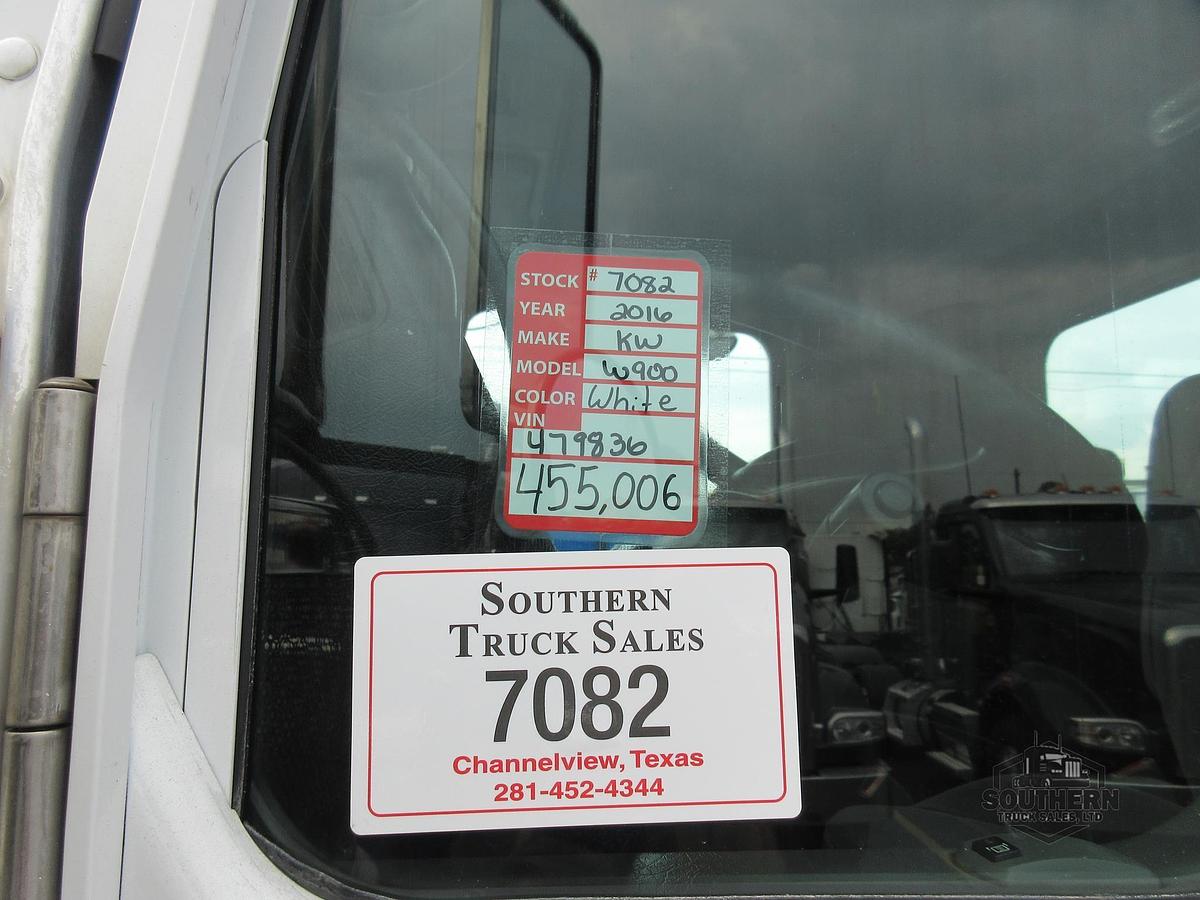 STOCK # 7082
YEAR 2016
MAKE KW
MODEL W900
COLOR White
VIN
479836
455,006
SOUTHERN
TRUCK SALES
7082
Channelview, Texas
281-452-4344
SOUTHERN
TRUCK SALES, LTD